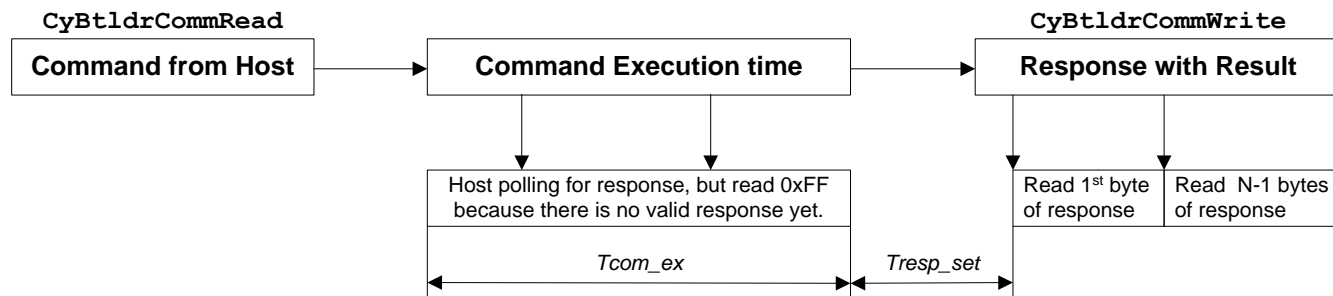 CyBtldrCommRead
CyBtldrCommWrite
Command from Host
Command Execution time
Response with Result
Host polling for response, but read 0xFF
because there is no valid response yet.
Read 1st byte
of response
Read N-1 bytes
of response
Tcom_ex
Tresp_set